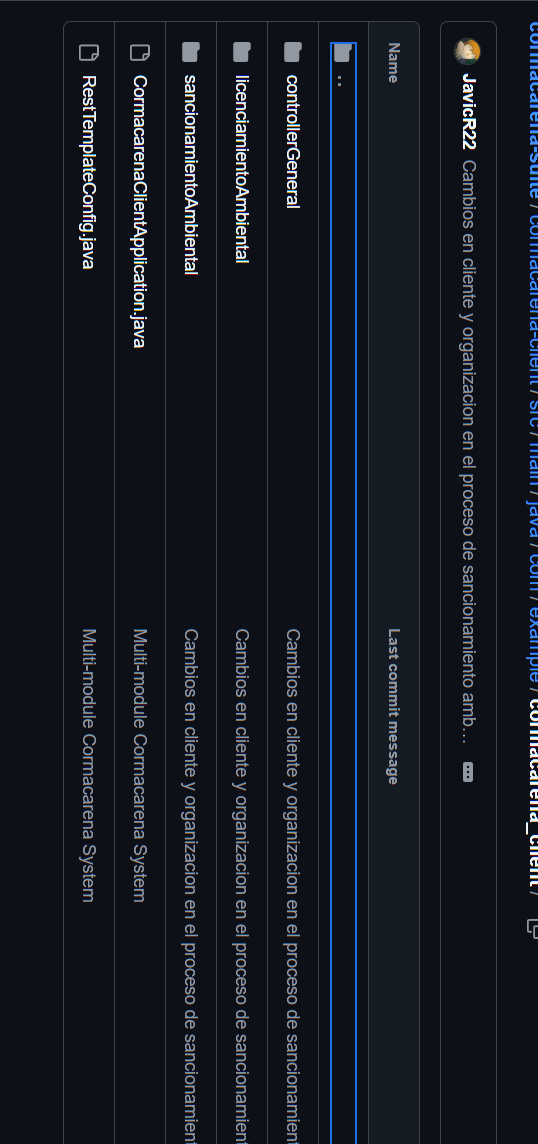 cormacarena-suite / cormacarena-client / src / main / java / com / example / cormacarena_client /
JavicR22 Cambios en cliente y organizacion en el proceso de sancionamiento amb...
Name Last commit message
..
controllerGeneral Cambios en cliente y organizacion en el proceso de
licenciamientoAmbiental Cambios en cliente y organizacion en el proceso de
sancionamientoAmbiental Cambios en cliente y organizacion en el proceso de
CormacarenaClientApplication.java Multi-module Cormacarena System
RestTemplateConfig.java Multi-module Cormacarena System